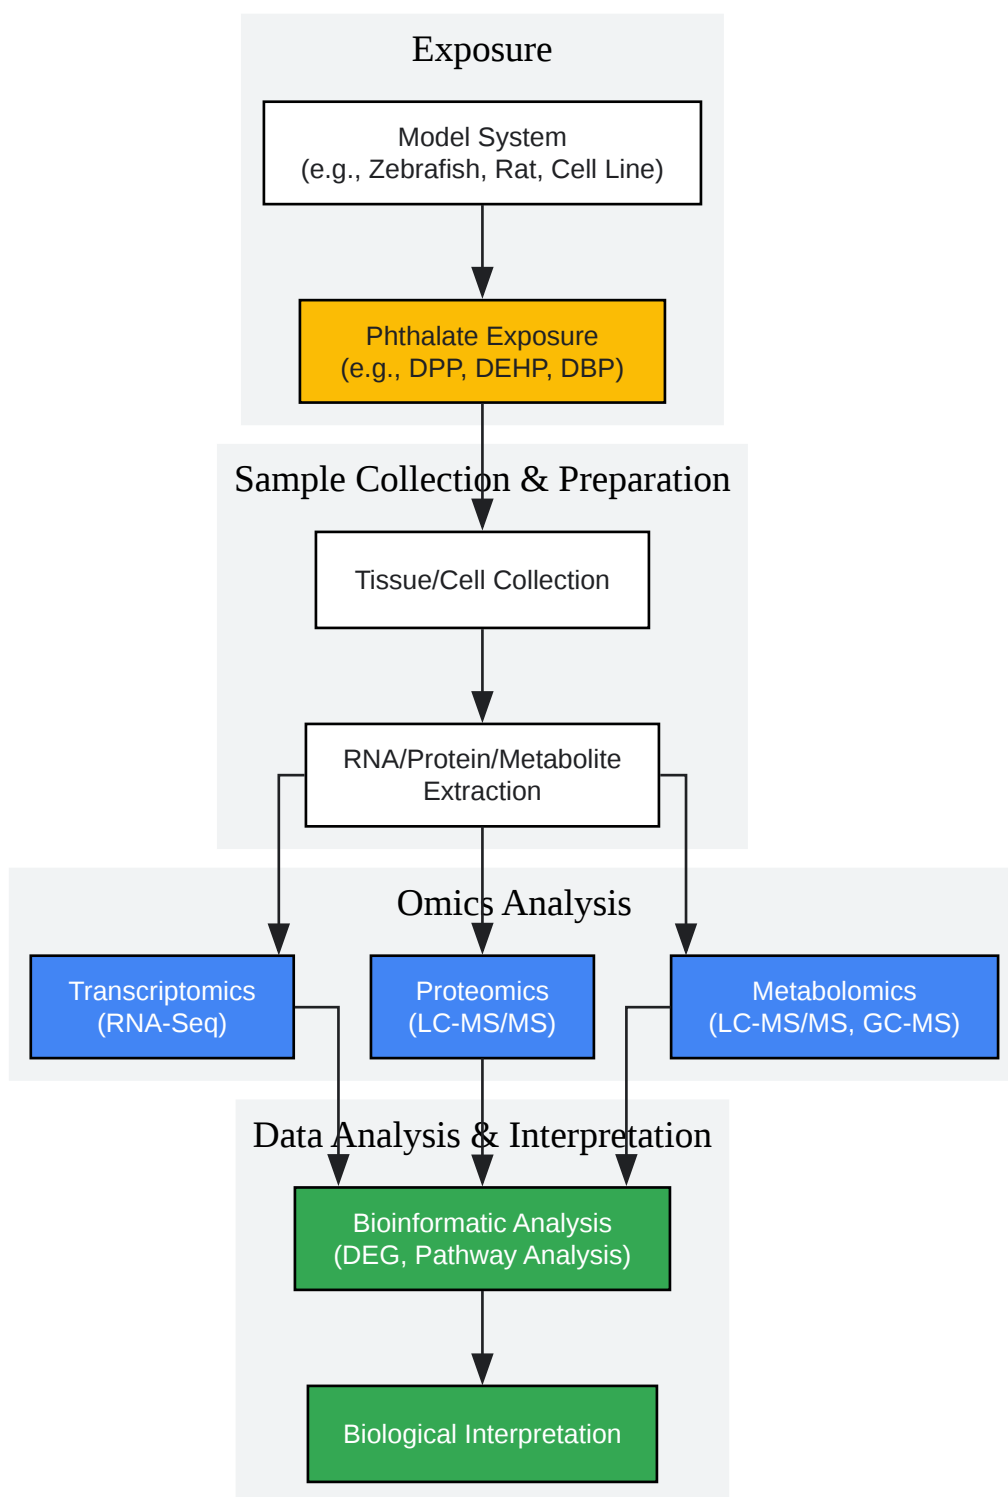 Exposure
Model System
(e.g., Zebrafish, Rat, Cell Line)
Phthalate Exposure
(e.g., DPP, DEHP, DBP)
Sample Collection & Preparation
Tissue/Cell Collection
RNA/Protein/Metabolite
Extraction
Omics Analysis
Transcriptomics
(RNA-Seq)
Proteomics
(LC-MS/MS)
Metabolomics
(LC-MS/MS, GC-MS)
Data Analysis & Interpretation
Bioinformatic Analysis
(DEG, Pathway Analysis)
Biological Interpretation